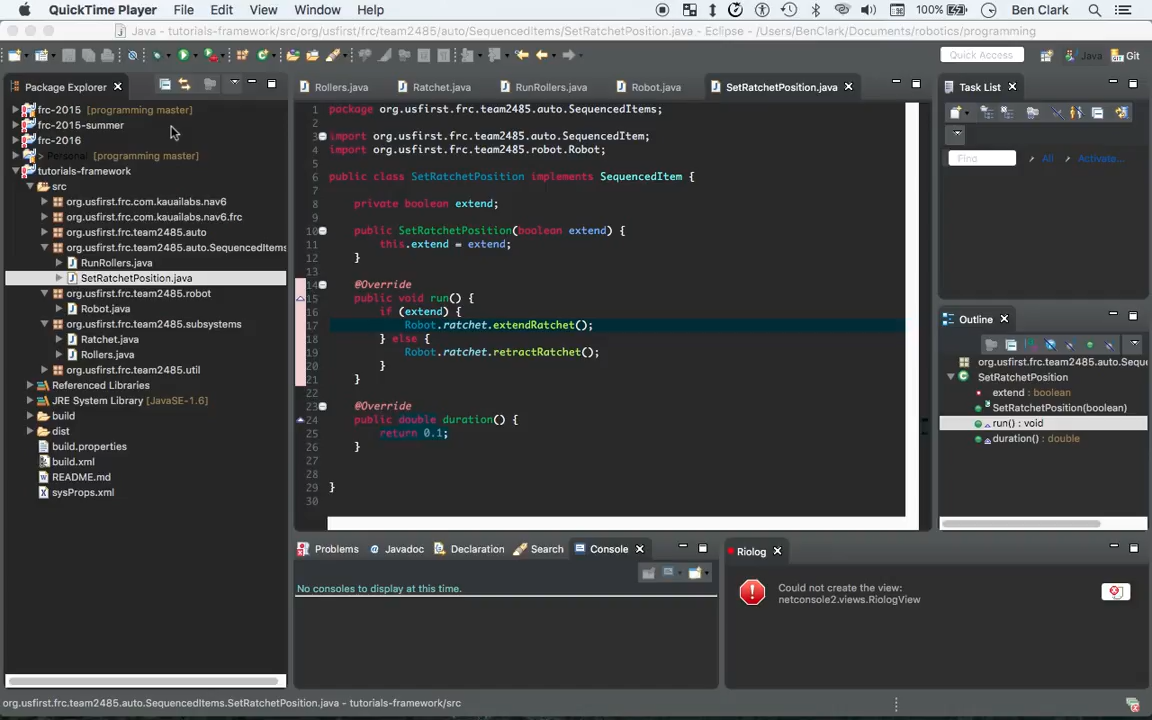 QuickTime Player File Edit View Window Help 100% Ben Clark
Java - tutorials-framework/src/org/usfirst/frc/team2485/auto/SequencedItems/SetRatchetPosition.java - Eclipse - /Users/BenClark/Documents/robotics/programming
Quick Access Java Git
Package Explorer
frc-2015 [programming master]
frc-2015-summer
frc-2016
> Personal [programming master]
tutorials-framework
src
org.usfirst.frc.com.kauailabs.nav6
org.usfirst.frc.com.kauailabs.nav6.frc
org.usfirst.frc.team2485.auto
org.usfirst.frc.team2485.auto.SequencedItems
RunRollers.java
SetRatchetPosition.java
org.usfirst.frc.team2485.robot
Robot.java
org.usfirst.frc.team2485.subsystems
Ratchet.java
Rollers.java
org.usfirst.frc.team2485.util
Referenced Libraries
JRE System Library [JavaSE-1.6]
build
dist
build.properties
build.xml
README.md
sysProps.xml
Rollers.java Ratchet.java RunRollers.java Robot.java SetRatchetPosition.java
1 package org.usfirst.frc.team2485.auto.SequencedItems;
2
3 import org.usfirst.frc.team2485.auto.SequencedItem;
4 import org.usfirst.frc.team2485.robot.Robot;
5
6 public class SetRatchetPosition implements SequencedItem {
7
8 private boolean extend;
9
10 public SetRatchetPosition(boolean extend) {
11 this.extend = extend;
12 }
13
14 @Override
15 public void run() {
16 if (extend) {
17 Robot.ratchet.extendRatchet();
18 } else {
19 Robot.ratchet.retractRatchet();
20 }
21 }
22
23 @Override
24 public double duration() {
25 return 0.1;
26 }
27
28
29 }
30
Task List
Find All Activate...
Outline
org.usfirst.frc.team2485.auto.Seque
SetRatchetPosition
extend : boolean
SetRatchetPosition(boolean)
run() : void
duration() : double
Problems Javadoc Declaration Search Console
No consoles to display at this time.
Riolog
Could not create the view:
netconsole2.views.RiologView
org.usfirst.frc.team2485.auto.SequencedItems.SetRatchetPosition.java - tutorials-framework/src